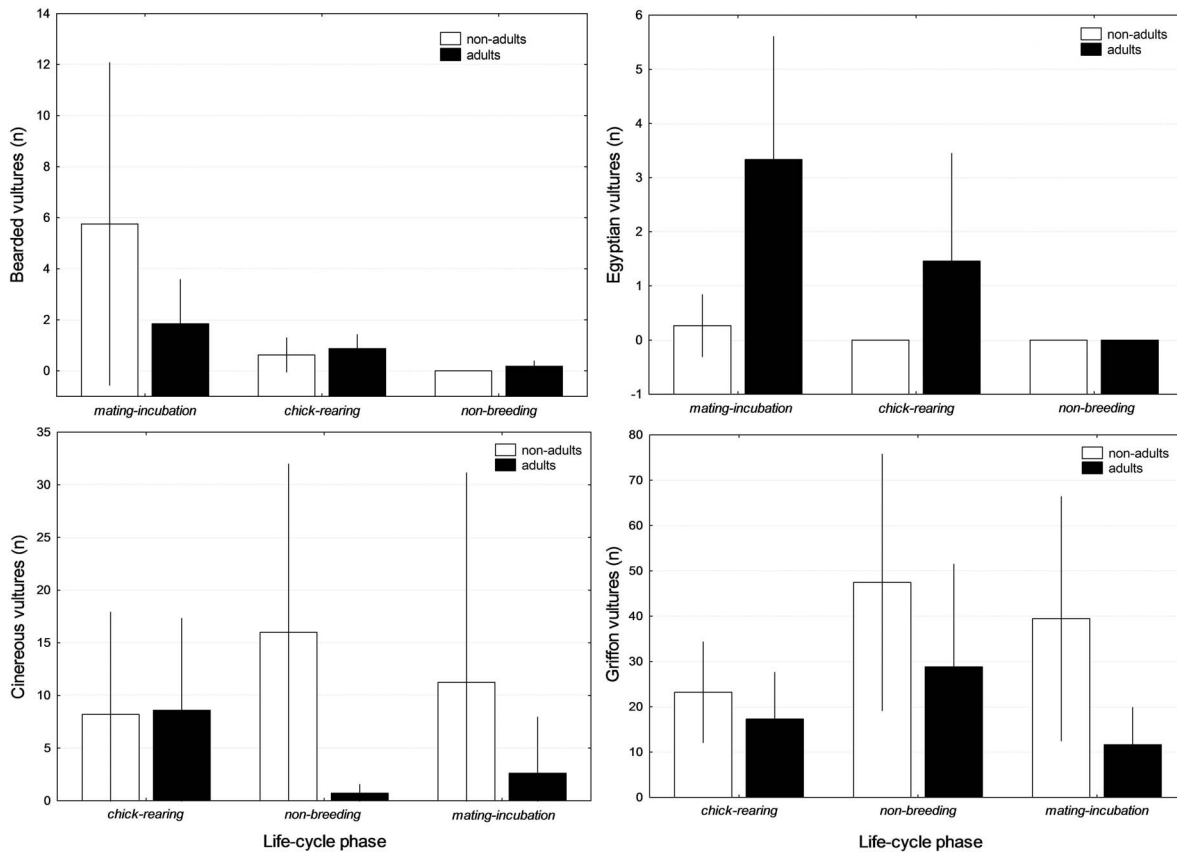 Bearded vultures (n)
14
12
10
8
6
4
2
0
non-adults
adults
mating-incubation
chick-rearing
non-breeding
Egyptian vultures (n)
6
5
4
3
2
1
0
-1
non-adults
adults
mating-incubation
chick-rearing
non-breeding
Cinereous vultures (n)
35
30
25
20
15
10
5
0
non-adults
adults
chick-rearing
non-breeding
mating-incubation
Life-cycle phase
Griffon vultures (n)
80
70
60
50
40
30
20
10
0
non-adults
adults
chick-rearing
non-breeding
mating-incubation
Life-cycle phase